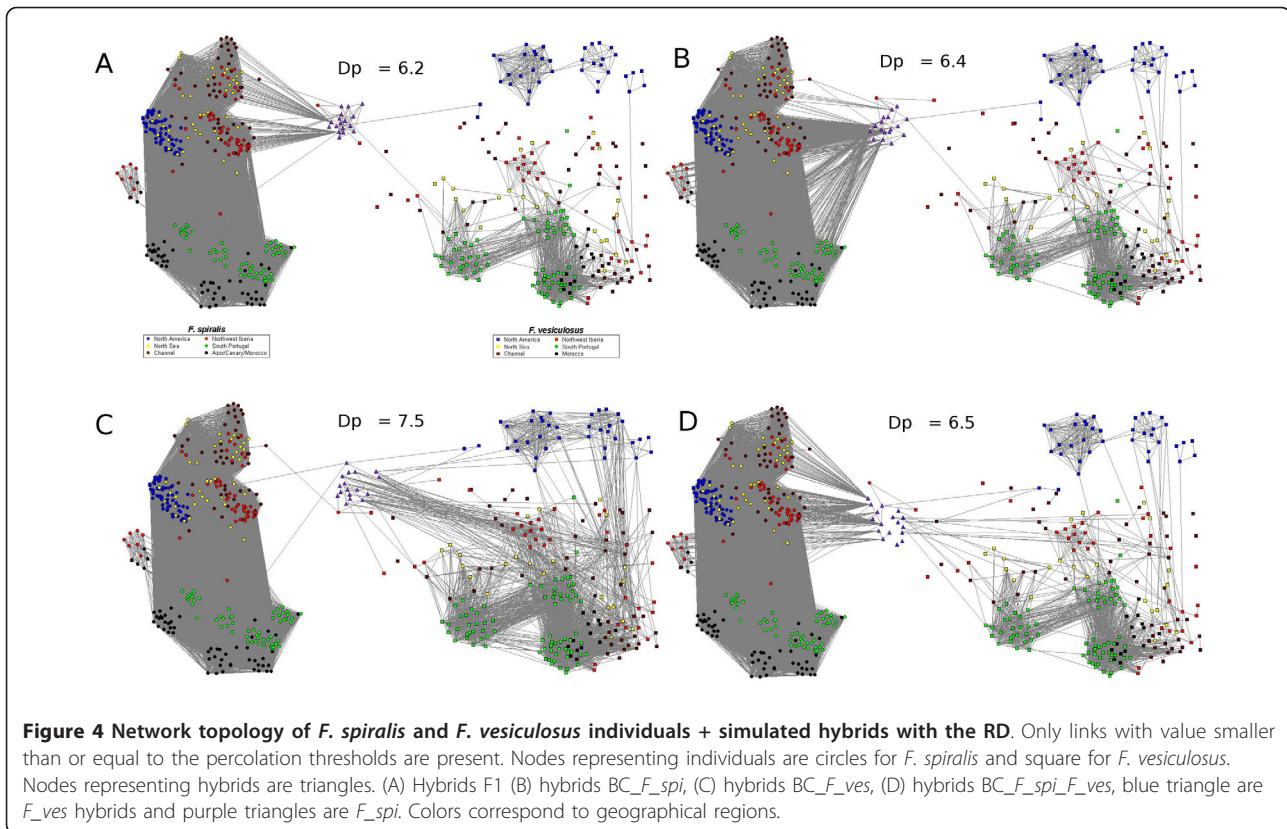 A
Dp = 6.2
B
Dp = 6.4
F. spiralis
North America
Northwest Iberia
North Sea
South Portugal
Channel
Azor/Canary/Morocco
F. vesiculosus
North America
Northwest Iberia
North Sea
South Portugal
Channel
Morocco
C
Dp = 7.5
D
Dp = 6.5
Figure 4 Network topology of F. spiralis and F. vesiculosus individuals + simulated hybrids with the RD. Only links with value smaller
than or equal to the percolation thresholds are present. Nodes representing individuals are circles for F. spiralis and square for F. vesiculosus.
Nodes representing hybrids are triangles. (A) Hybrids F1 (B) hybrids BC_F_spi, (C) hybrids BC_F_ves, (D) hybrids BC_F_spi_F_ves, blue triangle are
F_ves hybrids and purple triangles are F_spi. Colors correspond to geographical regions.